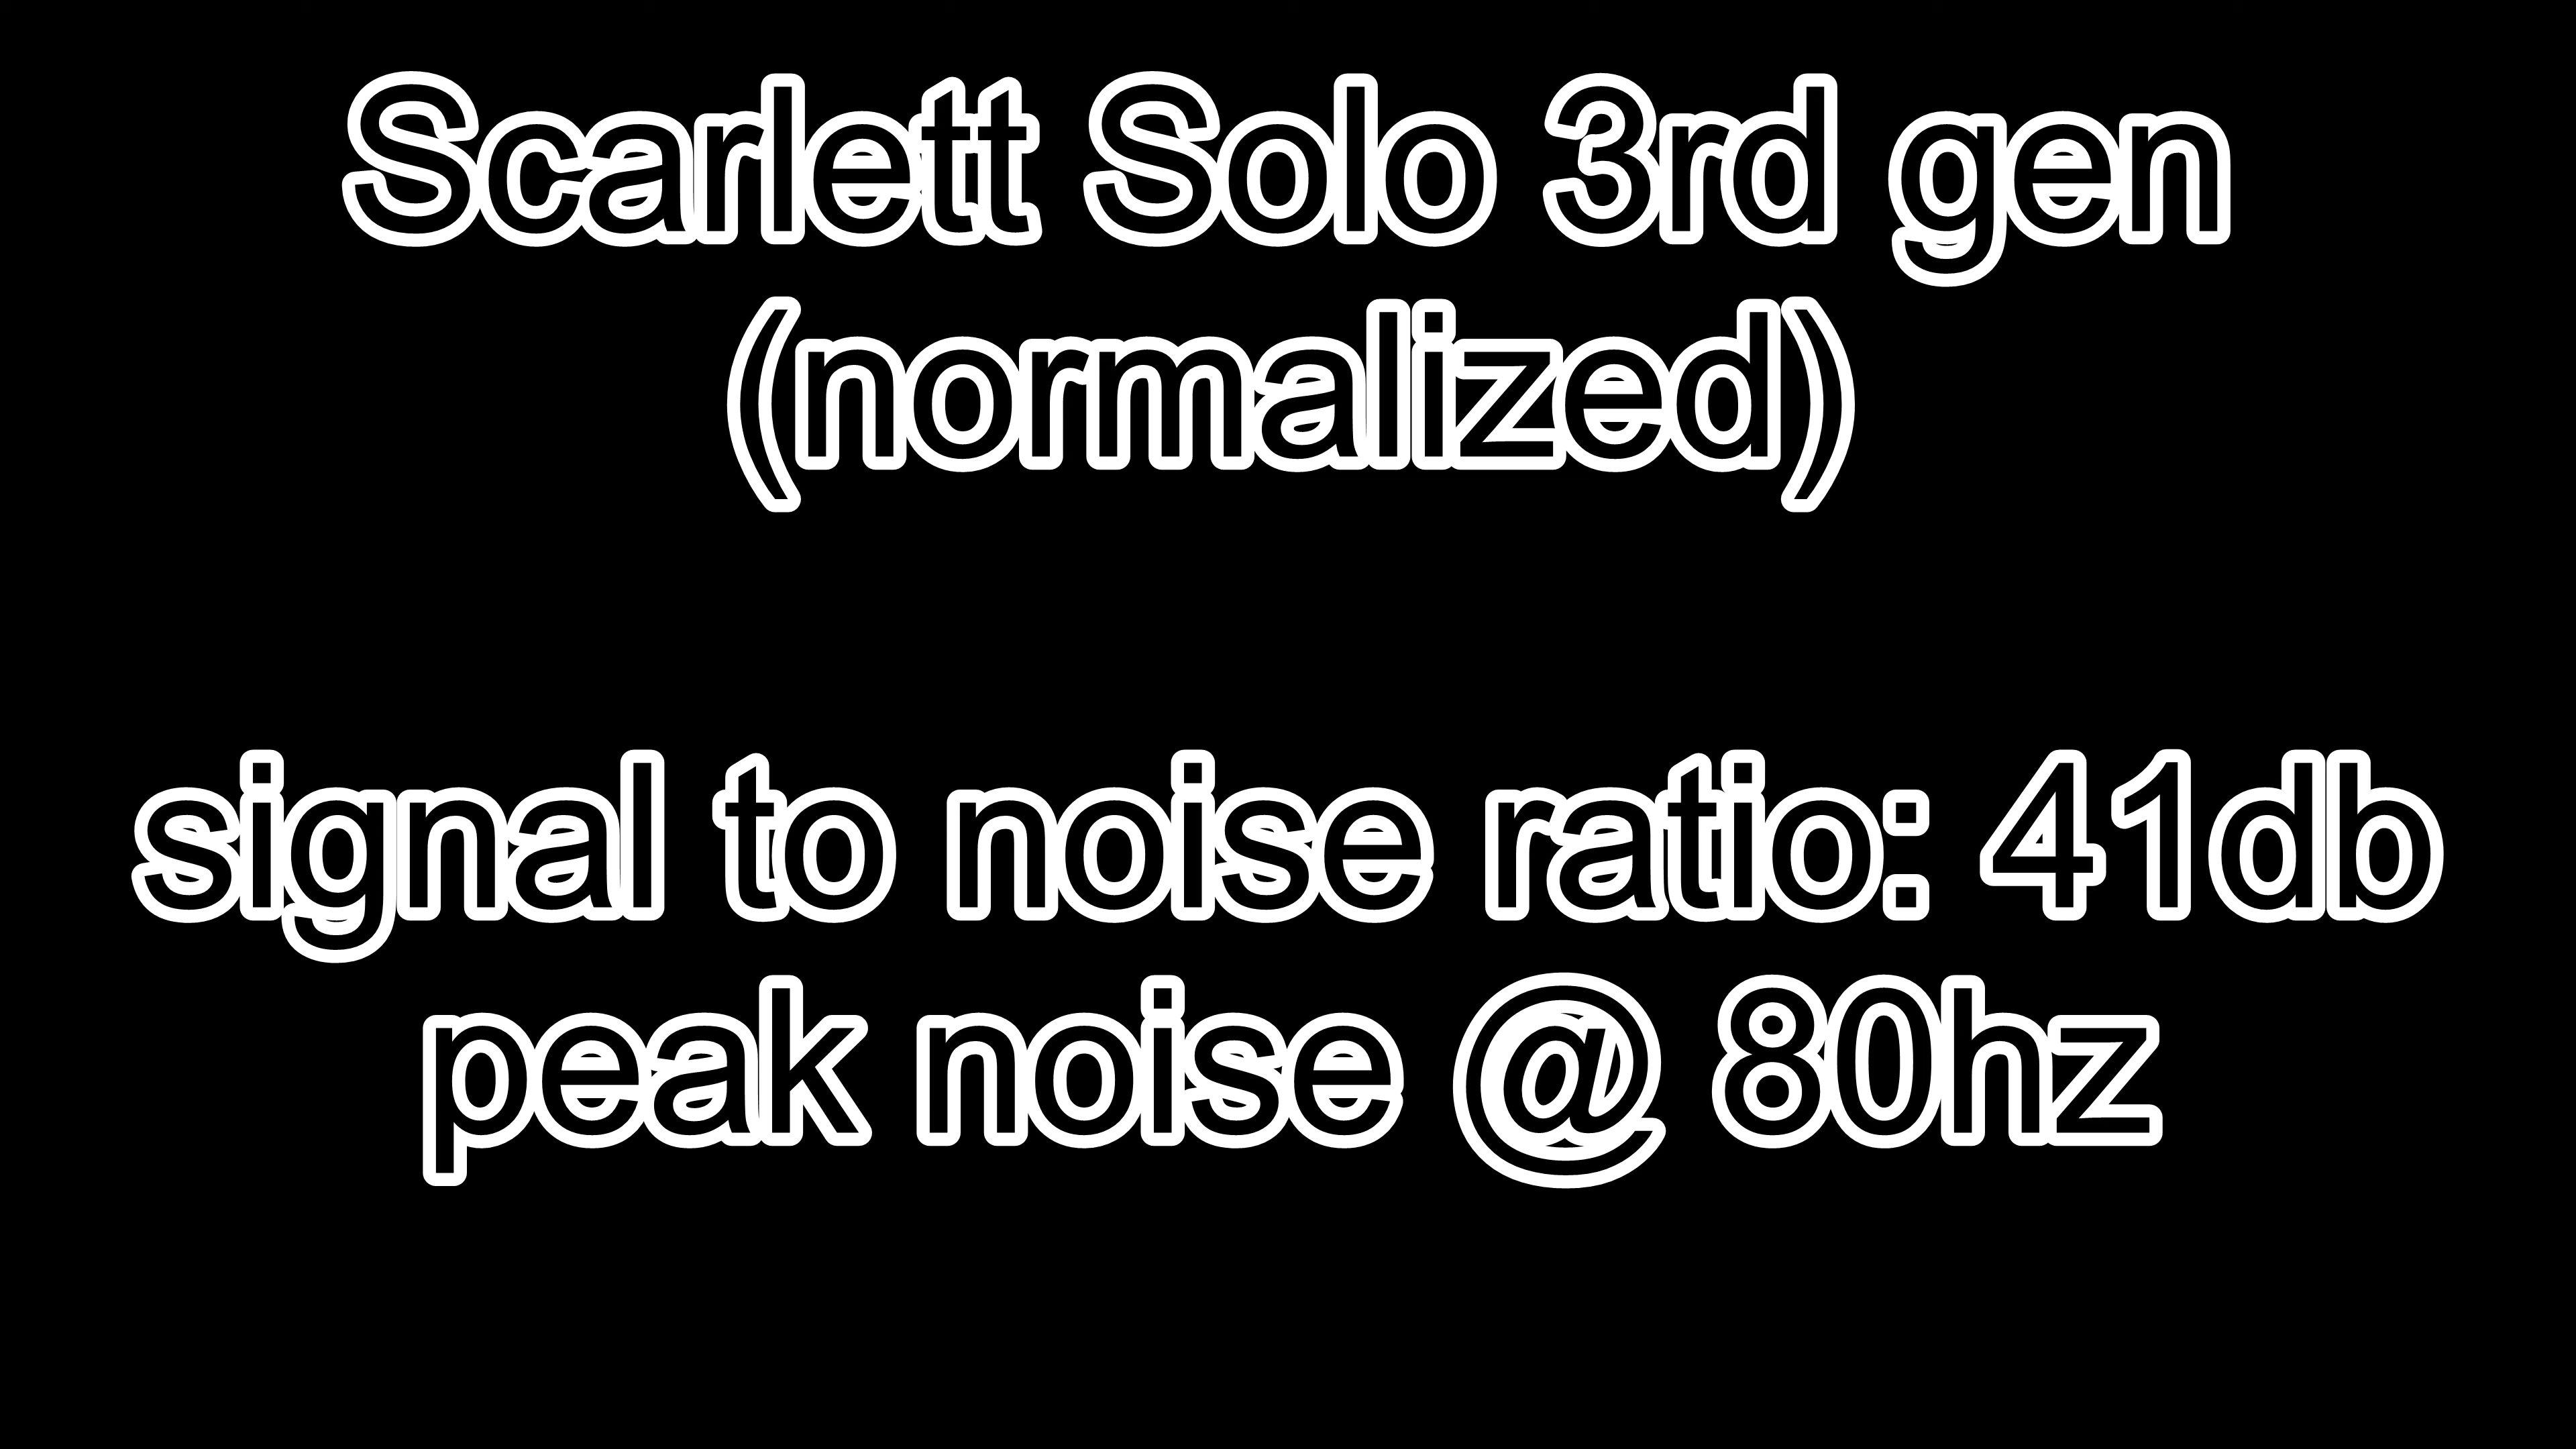 Scarlett Solo 3rd gen
(normalized)
signal to noise ratio: 41db
peak noise @ 80hz